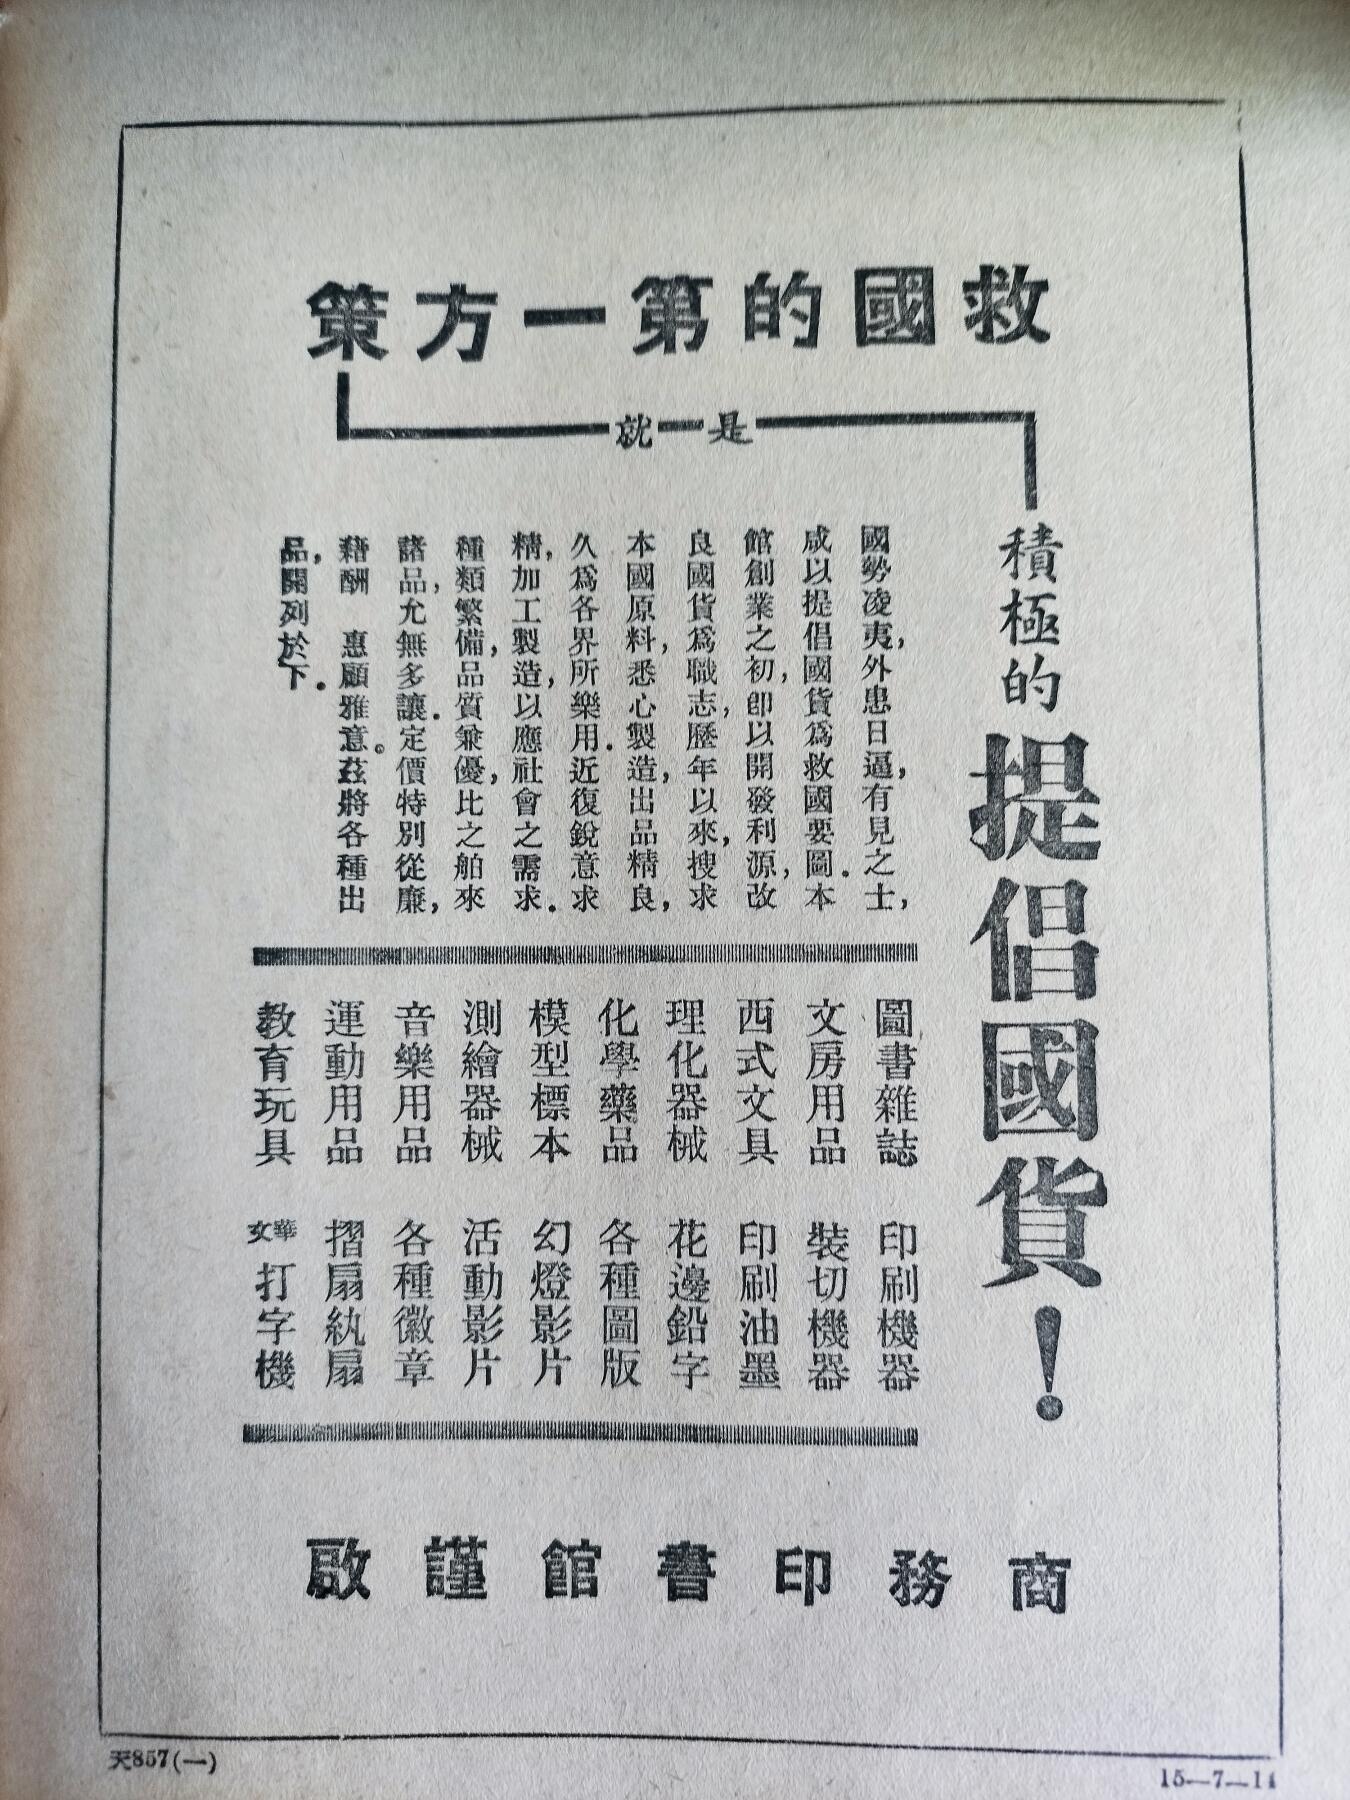 救國的第一方策
就是
積極的提倡國貨!
國勢凌夷,外患日逼,有見之士,
咸以提倡國貨爲救國要圖.本
館創業之初,卽以開發利源,改
良國貨爲職志,歷年以來,搜求
本國原料,悉心製造,出品精良,
久爲各界所樂用.近復銳意求
精,加工製造,以應社會之需求.
種類繁備,品質兼優,比之舶來
諸品,允無多讓.定價特別從廉,
藉酬 惠顧雅意。茲將各種出
品,開列於下.
圖書雜誌
文房用品
西式文具
理化器械
化學藥品
模型標本
測繪器械
音樂用品
運動用品
教育玩具
印刷機器
裝切機器
印刷油墨
花邊鉛字
各種圖版
幻燈影片
活動影片
各種徽章
摺扇紈扇
華文打字機
商務印書館謹啟
天857(一)
15—7—14